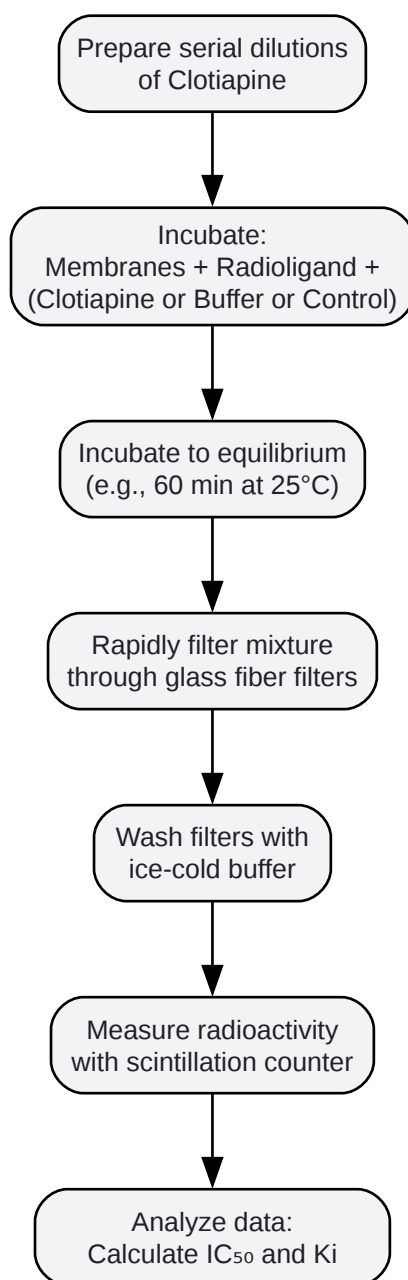 Prepare serial dilutions
of Clotiapine
Incubate:
Membranes + Radioligand +
(Clotiapine or Buffer or Control)
Incubate to equilibrium
(e.g., 60 min at 25°C)
Rapidly filter mixture
through glass fiber filters
Wash filters with
ice-cold buffer
Measure radioactivity
with scintillation counter
Analyze data:
Calculate IC₅₀ and Ki